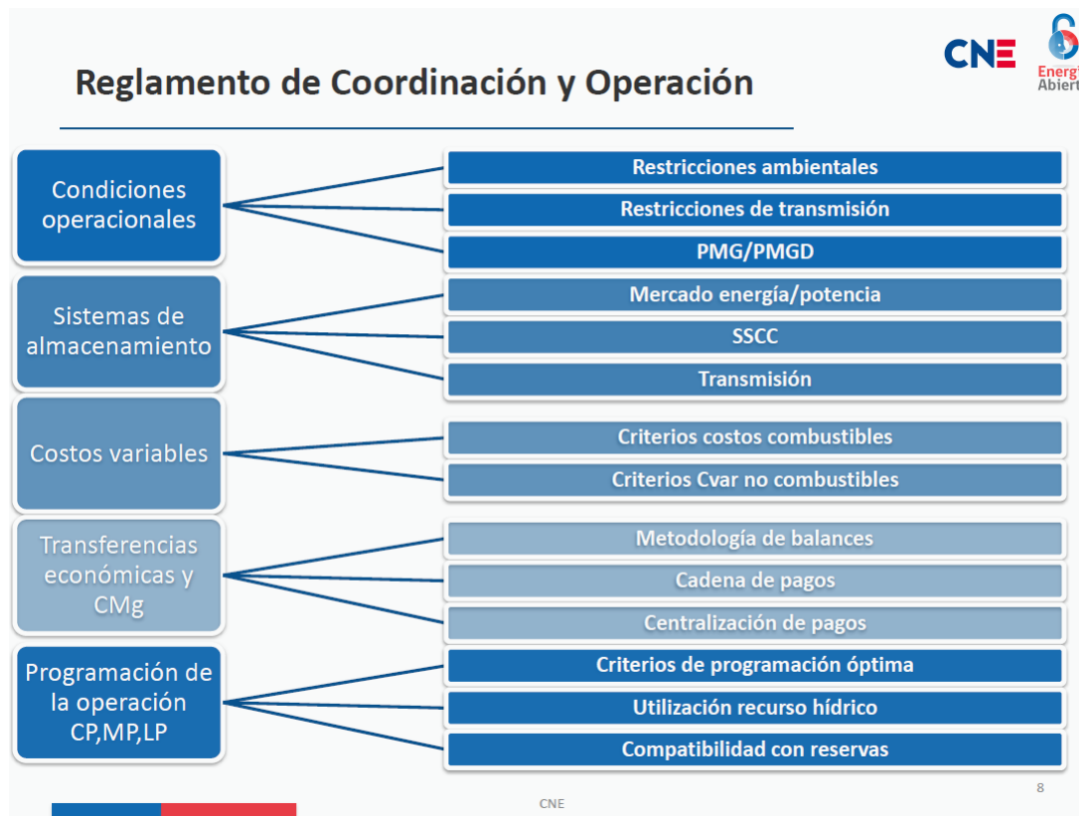 CNE
Energí
Abiert
Reglamento de Coordinación y Operación
Condiciones
operacionales
Restricciones ambientales
Restricciones de transmisión
PMG/PMGD
Sistemas de
almacenamiento
Mercado energía/potencia
SSCC
Transmisión
Costos variables
Criterios costos combustibles
Criterios Cvar no combustibles
Transferencias
económicas y
CMg
Metodología de balances
Cadena de pagos
Centralización de pagos
Programación de
la operación
CP,MP,LP
Criterios de programación óptima
Utilización recurso hídrico
Compatibilidad con reservas
8
CNE